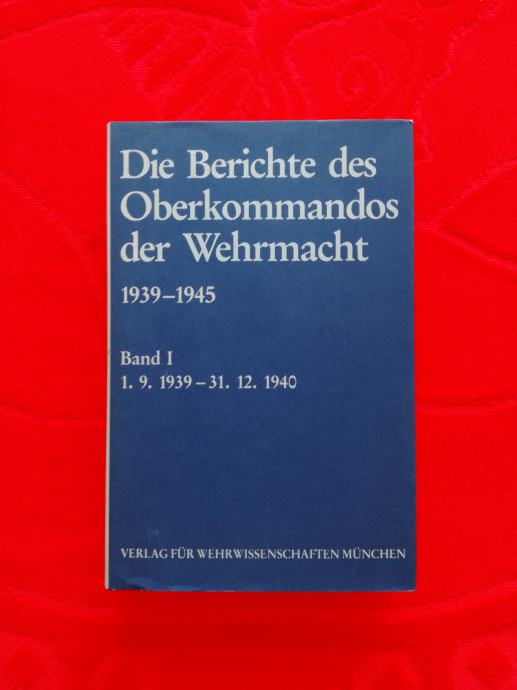 Die Berichte des
Oberkommandos
der Wehrmacht
1939–1945
Band I
1. 9. 1939 – 31. 12. 1940
VERLAG FÜR WEHRWISSENSCHAFTEN MÜNCHEN